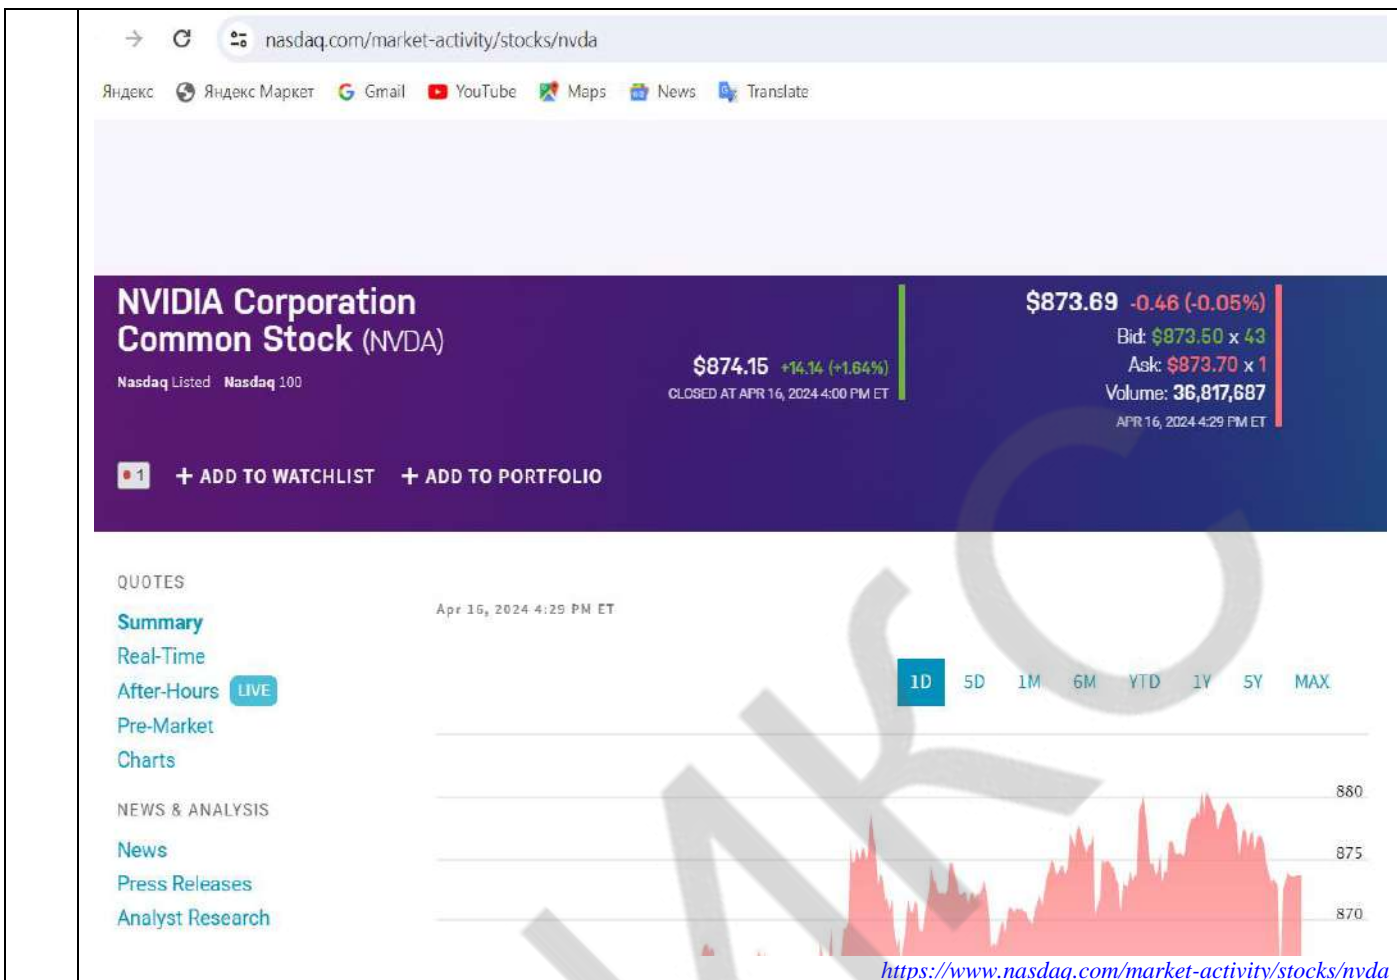 nasdaq.com/market-activity/stocks/nvda
Яндекс Яндекс Маркет Gmail YouTube Maps News Translate
NVIDIA Corporation
Common Stock (NVDA)
Nasdaq Listed Nasdaq 100
$874.15 +14.14 (+1.64%)
CLOSED AT APR 16, 2024 4:00 PM ET
$873.69 -0.46 (-0.05%)
Bid: $873.50 x 43
Ask: $873.70 x 1
Volume: 36,817,687
APR 16, 2024 4:29 PM ET
1 + ADD TO WATCHLIST + ADD TO PORTFOLIO
QUOTES
Summary
Real-Time
After-Hours LIVE
Pre-Market
Charts
NEWS & ANALYSIS
News
Press Releases
Analyst Research
Apr 16, 2024 4:29 PM ET
1D 5D 1M 6M YTD 1Y 5Y MAX
880
875
870
ИКС
https://www.nasdaq.com/market-activity/stocks/nvda